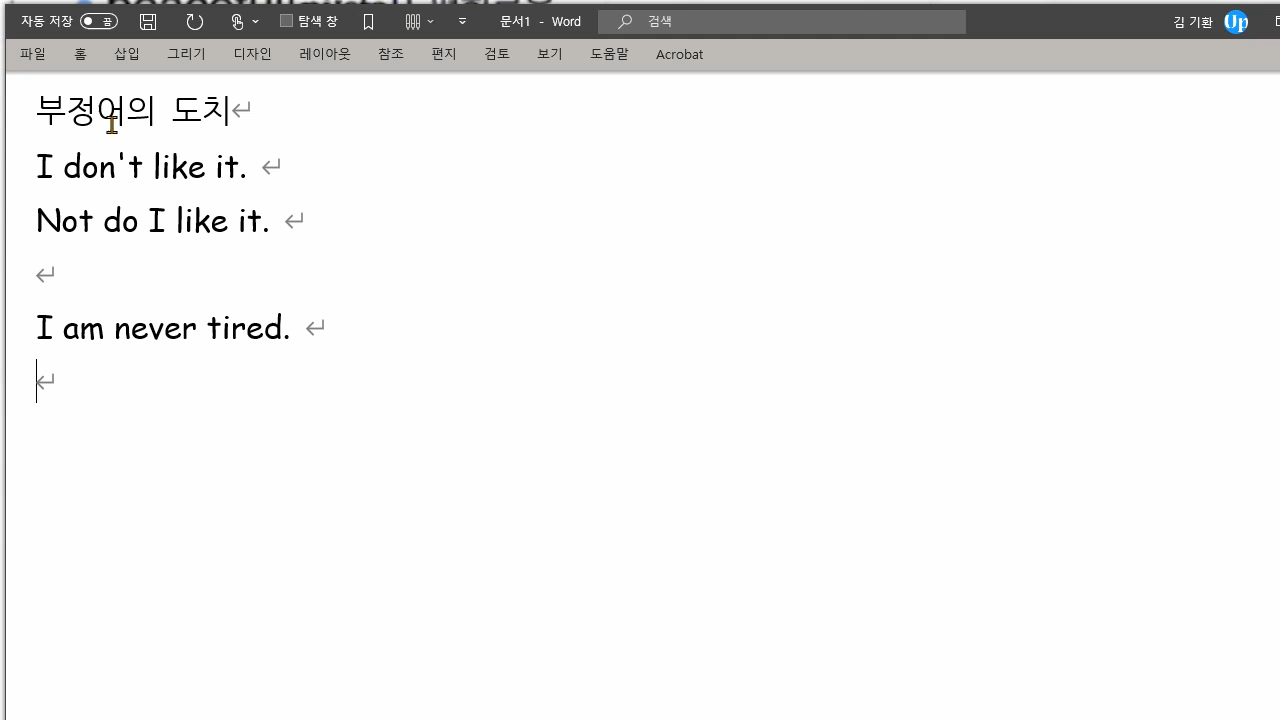 자동 저장 끔 탐색 창 문서1 - Word 검색 김 기환 Up
파일 홈 삽입 그리기 디자인 레이아웃 참조 편지 검토 보기 도움말 Acrobat
부정어의 도치
I don't like it.
Not do I like it.
I am never tired.